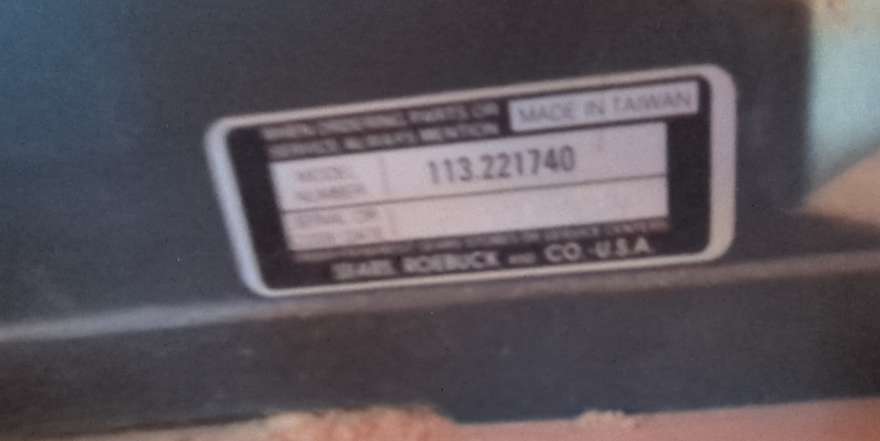 WHEN ORDERING PARTS OR
SERVICE ALWAYS MENTION
MADE IN TAIWAN
MODEL
NUMBER
113.221740
SERIAL OR
SEARS, ROEBUCK AND CO.-U.S.A.